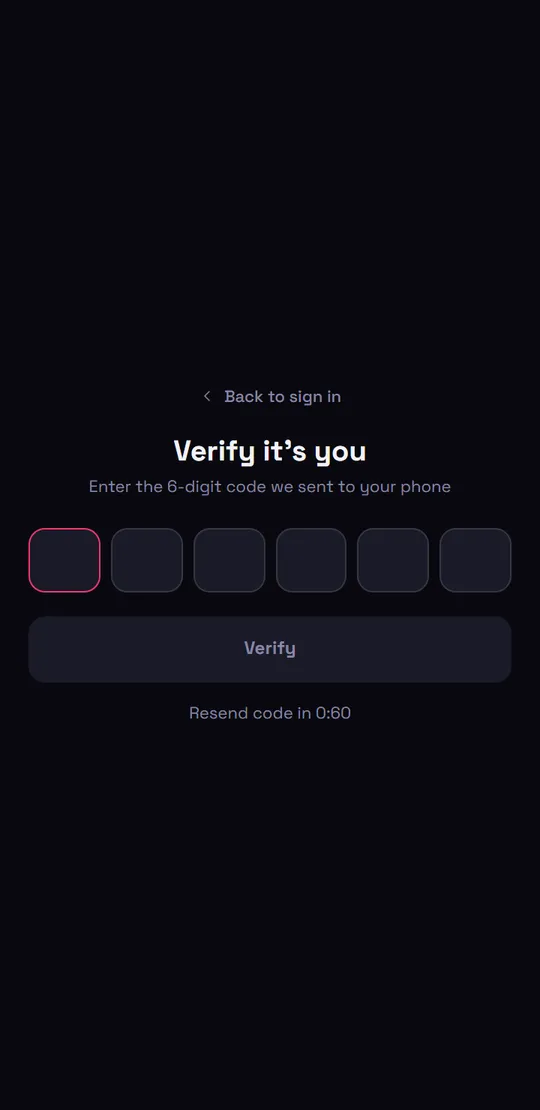 Back to sign in
Verify it's you
Enter the 6-digit code we sent to your phone
Verify
Resend code in 0:60